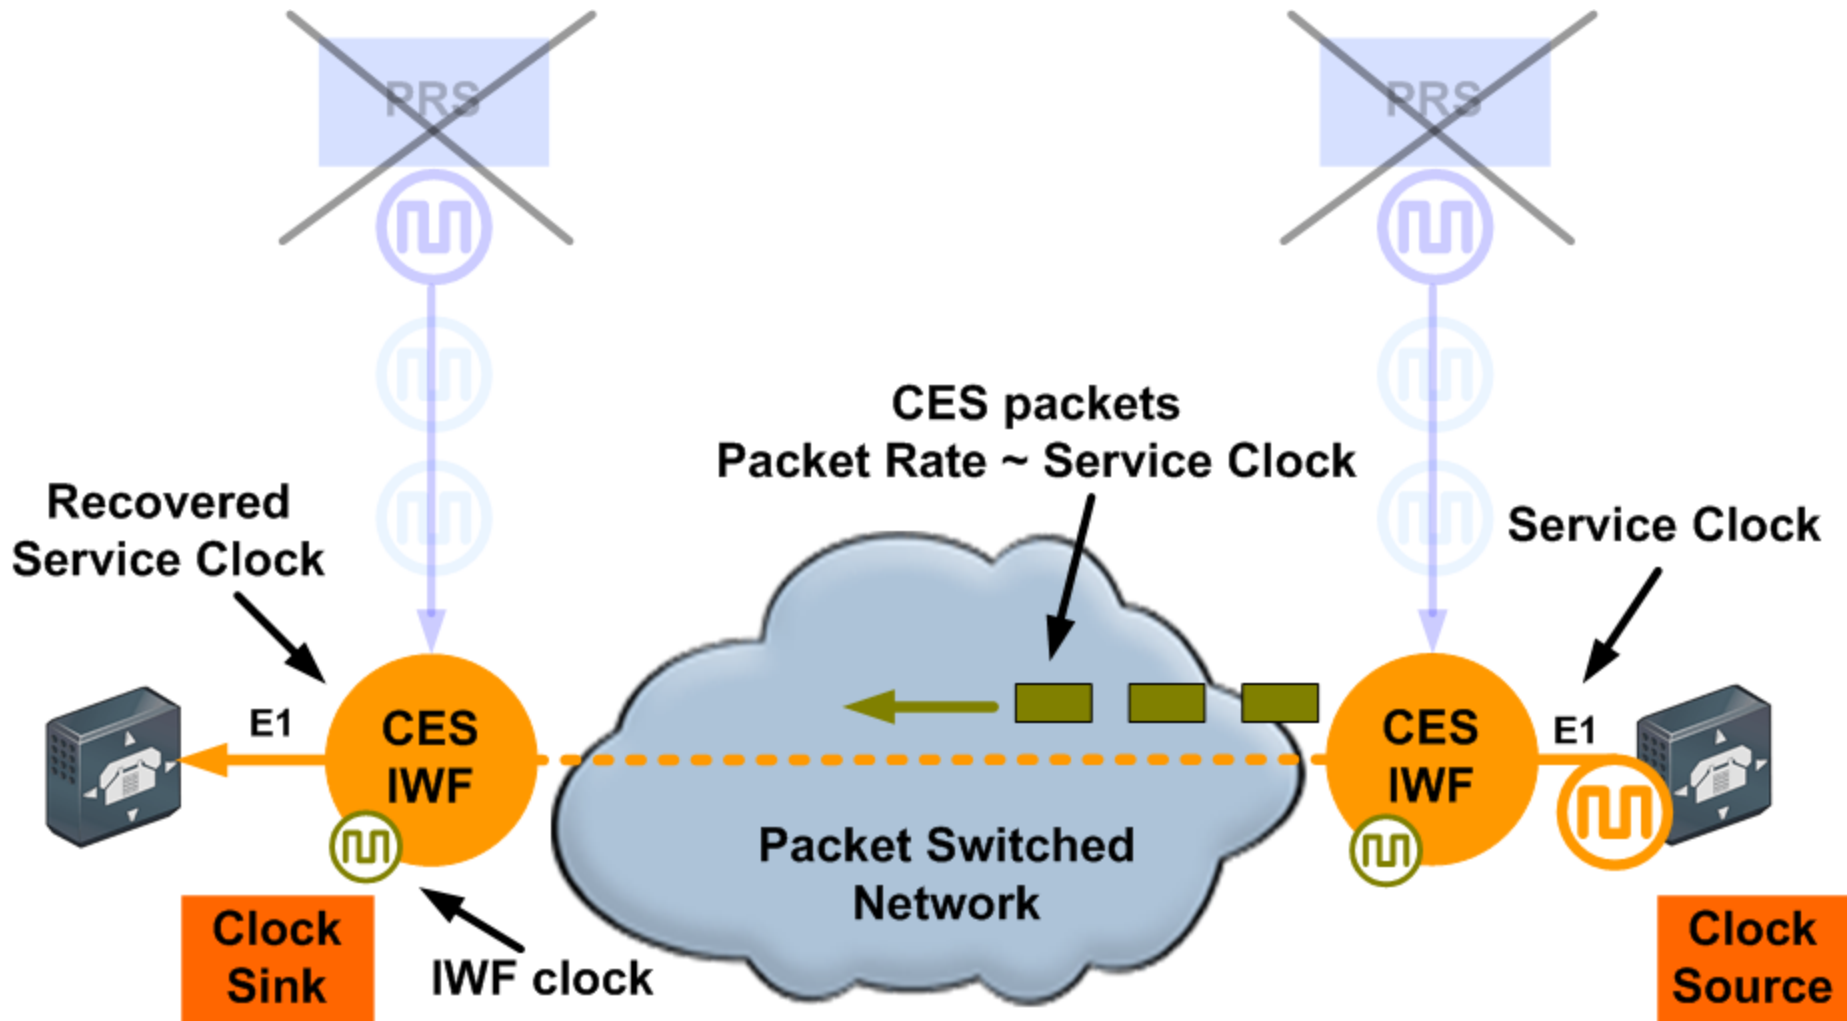 PRS
PRS
CES packets
Packet Rate ~ Service Clock
Recovered
Service Clock
Service Clock
E1
CES
IWF
CES
IWF
E1
Packet Switched
Network
Clock
Sink
IWF clock
Clock
Source